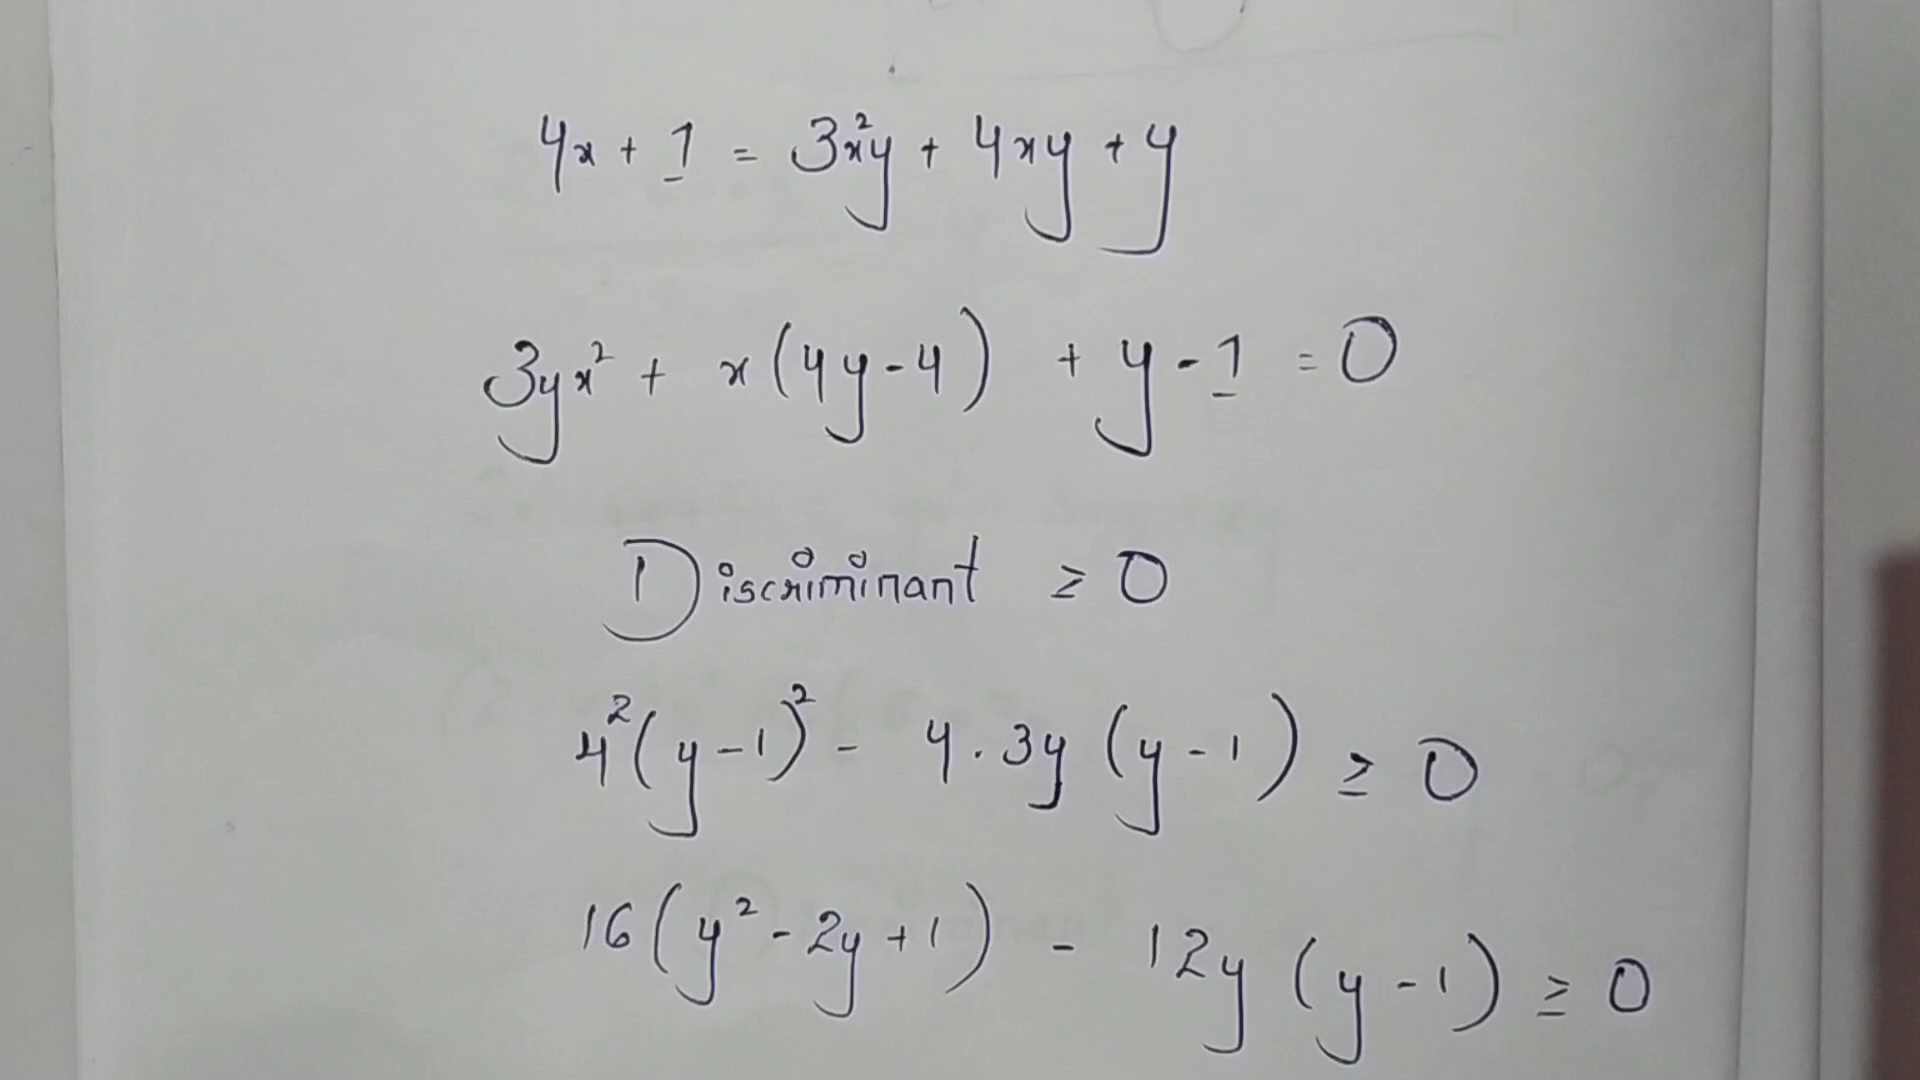 4x + 1 = 3x²y + 4xy + y
3yx² + x(4y-4) + y-1 = 0
Discriminant ≥ 0
4²(y-1)² - 4.3y (y-1) ≥ 0
16(y²-2y+1) - 12y (y-1) ≥ 0